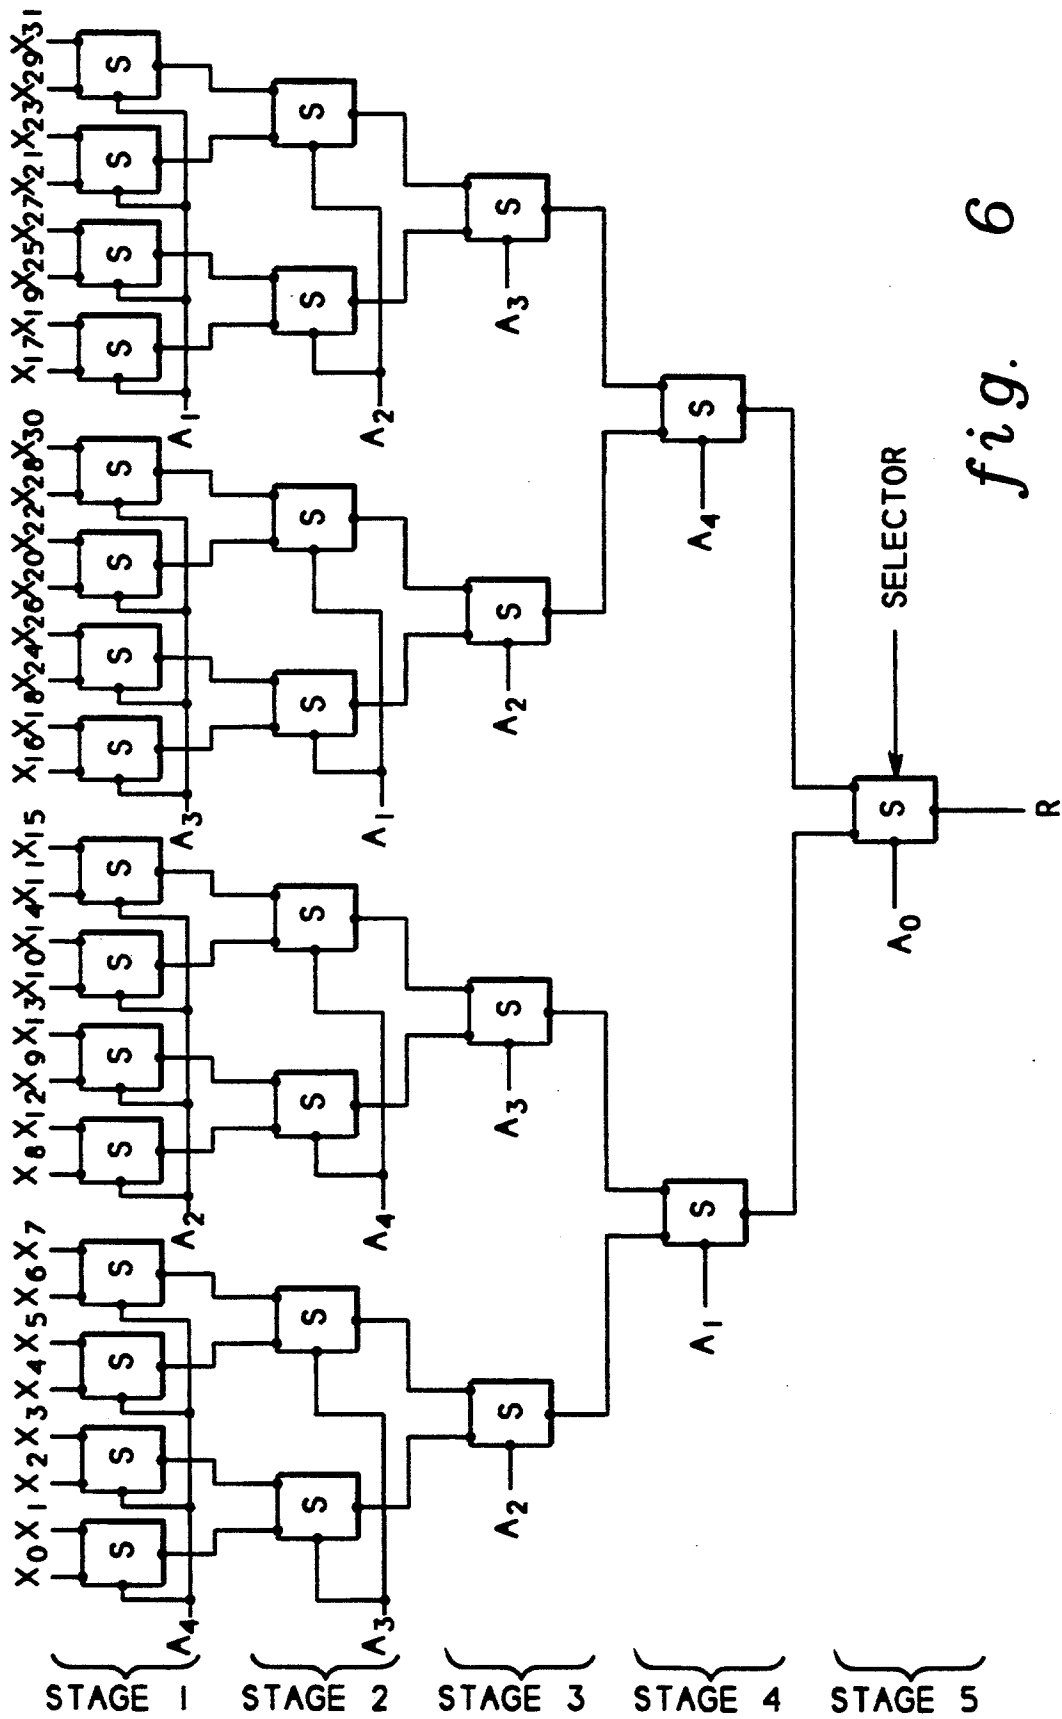 X0 X1 X2 X3 X4 X5 X6 X7 X8 X12 X9 X13 X10 X14 X11 X15 X16 X18 X24 X26 X20 X22 X28 X30 X17 X19 X25 X27 X21 X23 X29 X31
STAGE 1
S S S S S S S S S S S S S S S S
A4 A2 A3 A1
STAGE 2
S S S S S S S S
A3 A4 A1 A2
STAGE 3
A2 S A3 S A2 S A3 S
STAGE 4
A1 S A4 S
STAGE 5
A0 S SELECTOR
R
fig. 6